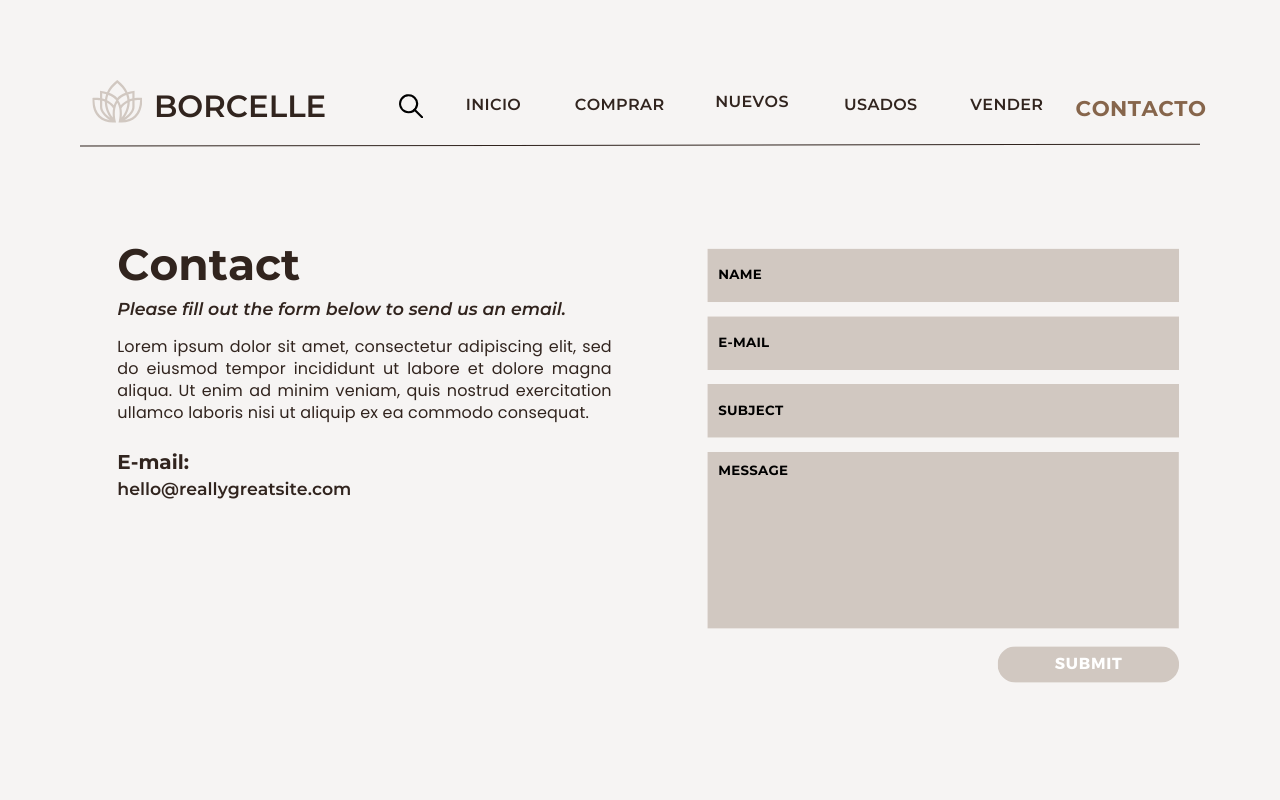 BORCELLE
INICIO COMPRAR NUEVOS USADOS VENDER CONTACTO
Contact
Please fill out the form below to send us an email.
Lorem ipsum dolor sit amet, consectetur adipiscing elit, sed
do eiusmod tempor incididunt ut labore et dolore magna
aliqua. Ut enim ad minim veniam, quis nostrud exercitation
ullamco laboris nisi ut aliquip ex ea commodo consequat.
E-mail:
hello@reallygreatsite.com
NAME
E-MAIL
SUBJECT
MESSAGE
SUBMIT